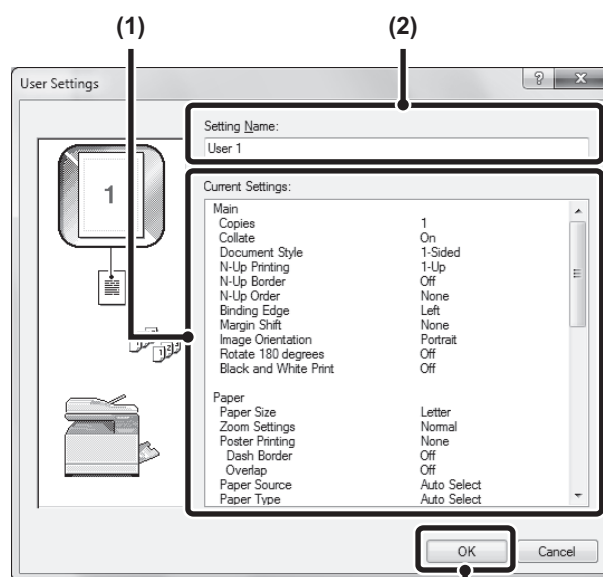 (1) (2)
User Settings
Setting Name:
User 1
Current Settings:
Main
Copies 1
Collate On
Document Style 1-Sided
N-Up Printing 1-Up
N-Up Border Off
N-Up Order None
Binding Edge Left
Margin Shift None
Image Orientation Portrait
Rotate 180 degrees Off
Black and White Print Off
Paper
Paper Size Letter
Zoom Settings Normal
Poster Printing None
Dash Border Off
Overlap Off
Paper Source Auto Select
Paper Type Auto Select
1
OK Cancel